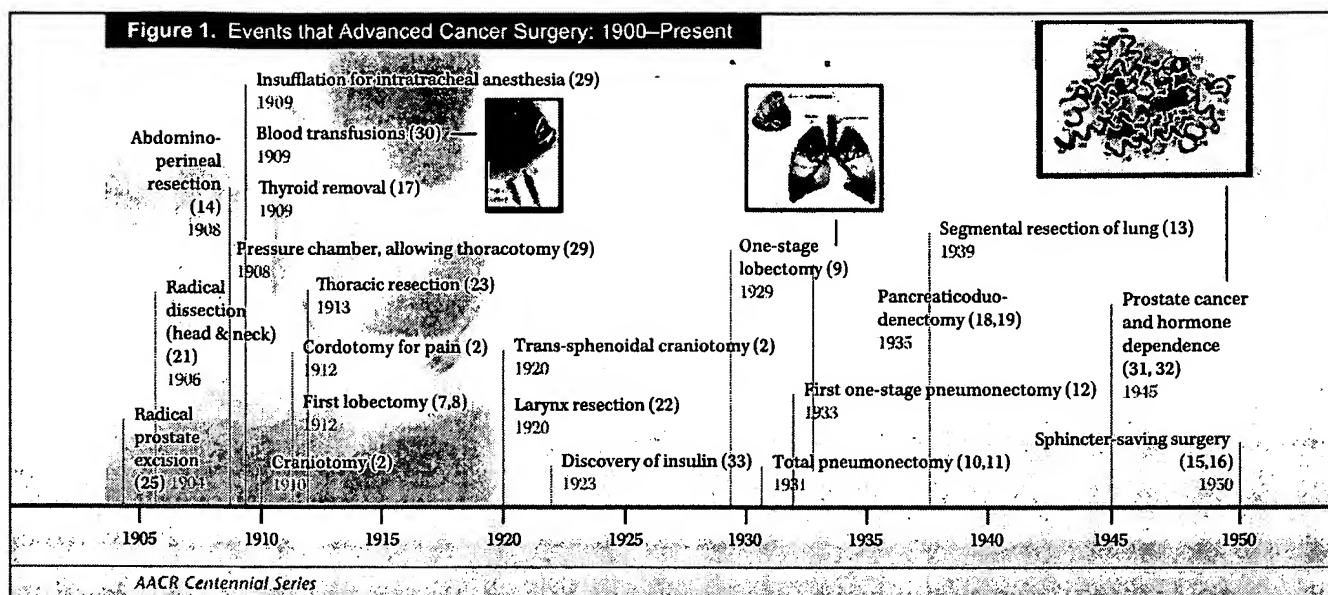 Figure 1. Events that Advanced Cancer Surgery: 1900–Present
Insufflation for intratracheal anesthesia (29)
1909
Blood transfusions (30)
1909
Thyroid removal (17)
1909
Abdomino-
perineal
resection
(14)
1908
Pressure chamber, allowing thoracotomy (29)
1908
Radical
dissection
(head & neck)
(21)
1906
Thoracic resection (23)
1913
Cordotomy for pain (2)
1912
First lobectomy (7,8)
1912
Radical
prostate
excision
(25) 1904
Craniotomy (2)
1910
Trans-sphenoidal craniotomy (2)
1920
Larynx resection (22)
1920
Discovery of insulin (33)
1923
One-stage
lobectomy (9)
1929
Segmental resection of lung (13)
1939
Pancreaticoduo-
denectomy (18,19)
1935
First one-stage pneumonectomy (12)
1933
Total pneumonectomy (10,11)
1931
Prostate cancer
and hormone
dependence
(31, 32)
1945
Sphincter-saving surgery
(15,16)
1950
1905 1910 1915 1920 1925 1930 1935 1940 1945 1950
AACR Centennial Series